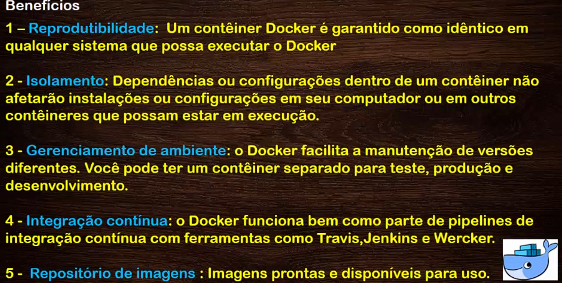 Benefícios
1 – Reprodutibilidade: Um contêiner Docker é garantido como idêntico em
qualquer sistema que possa executar o Docker
2 - Isolamento: Dependências ou configurações dentro de um contêiner não
afetarão instalações ou configurações em seu computador ou em outros
contêineres que possam estar em execução.
3 - Gerenciamento de ambiente: o Docker facilita a manutenção de versões
diferentes. Você pode ter um contêiner separado para teste, produção e
desenvolvimento.
4 - Integração contínua: o Docker funciona bem como parte de pipelines de
integração contínua com ferramentas como Travis,Jenkins e Wercker.
5 - Repositório de imagens : Imagens prontas e disponíveis para uso.